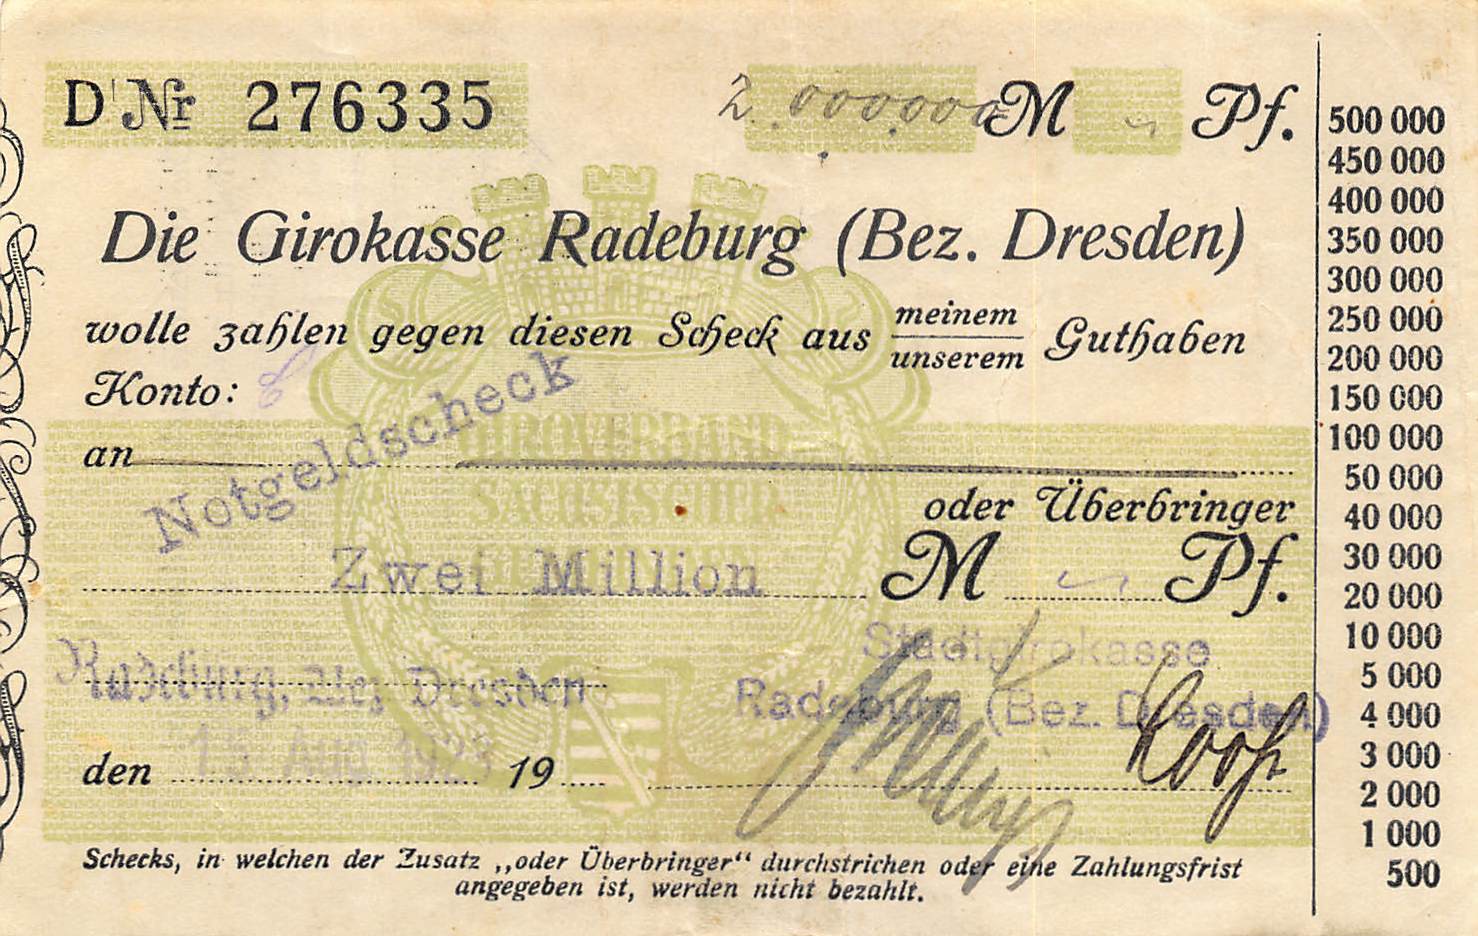 D Nr 276335
2.000.000 M Pf.
Die Girokasse Radeburg (Bez. Dresden)
wolle zahlen gegen diesen Scheck aus meinem
unserem Guthaben
Konto:
Notgeldscheck
GIROVERBAND
SÄCHSISCHER
GEMEINDEN
an
oder Überbringer
Zwei Million M Pf.
Radeburg, Bez. Dresden
Stadtgirokasse
Radeburg (Bez. Dresden)
den 13. Aug. 1923 19
Schecks, in welchen der Zusatz „oder Überbringer“ durchstrichen oder eine Zahlungsfrist
angegeben ist, werden nicht bezahlt.
500 000
450 000
400 000
350 000
300 000
250 000
200 000
150 000
100 000
50 000
40 000
30 000
20 000
10 000
5 000
4 000
3 000
2 000
1 000
500